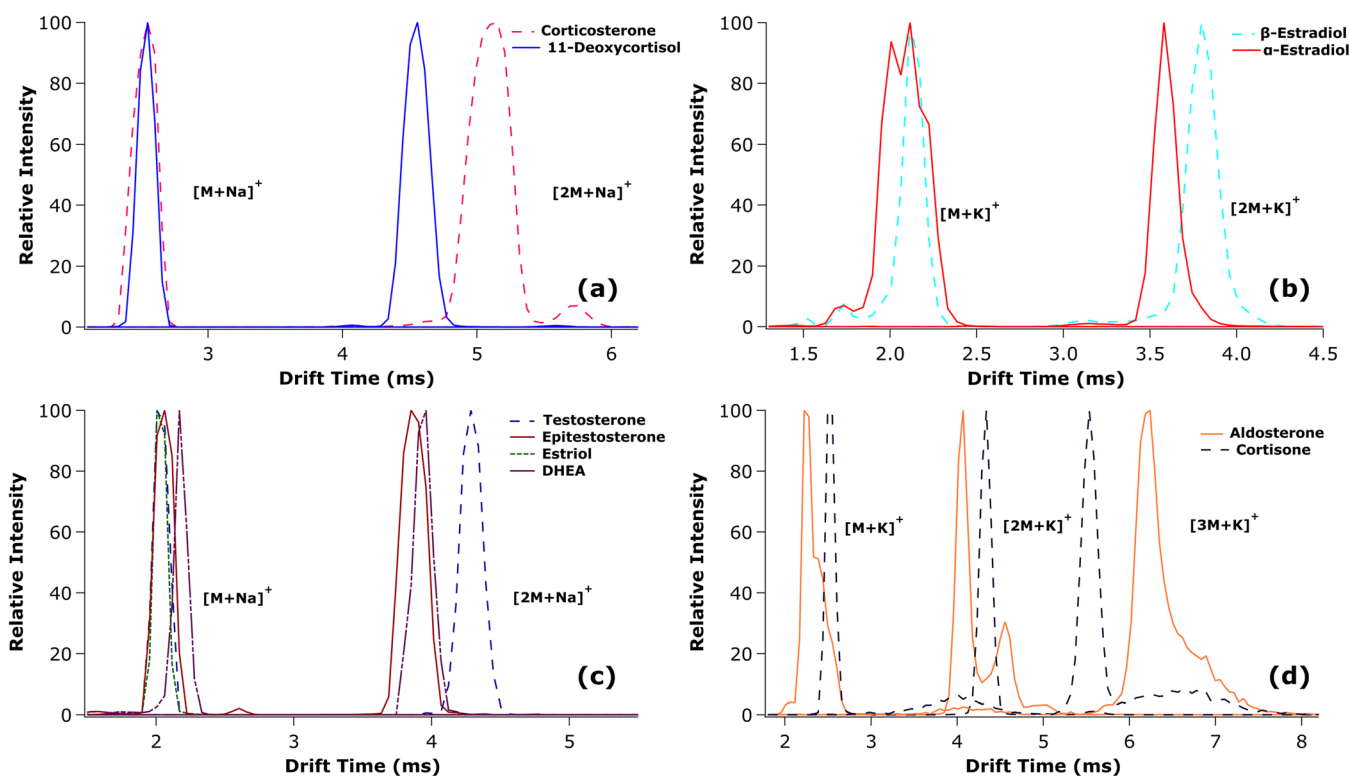 100
80
60
40
20
0
Relative Intensity
Corticosterone
11-Deoxycortisol
[M+Na]+
[2M+Na]+
(a)
3
4
5
6
Drift Time (ms)
100
80
60
40
20
0
Relative Intensity
β-Estradiol
α-Estradiol
[M+K]+
[2M+K]+
(b)
1.5
2.0
2.5
3.0
3.5
4.0
4.5
Drift Time (ms)
100
80
60
40
20
0
Relative Intensity
Testosterone
Epitestosterone
Estriol
DHEA
[M+Na]+
[2M+Na]+
(c)
2
3
4
5
Drift Time (ms)
100
80
60
40
20
0
Relative Intensity
Aldosterone
Cortisone
[M+K]+
[2M+K]+
[3M+K]+
(d)
2
3
4
5
6
7
8
Drift Time (ms)